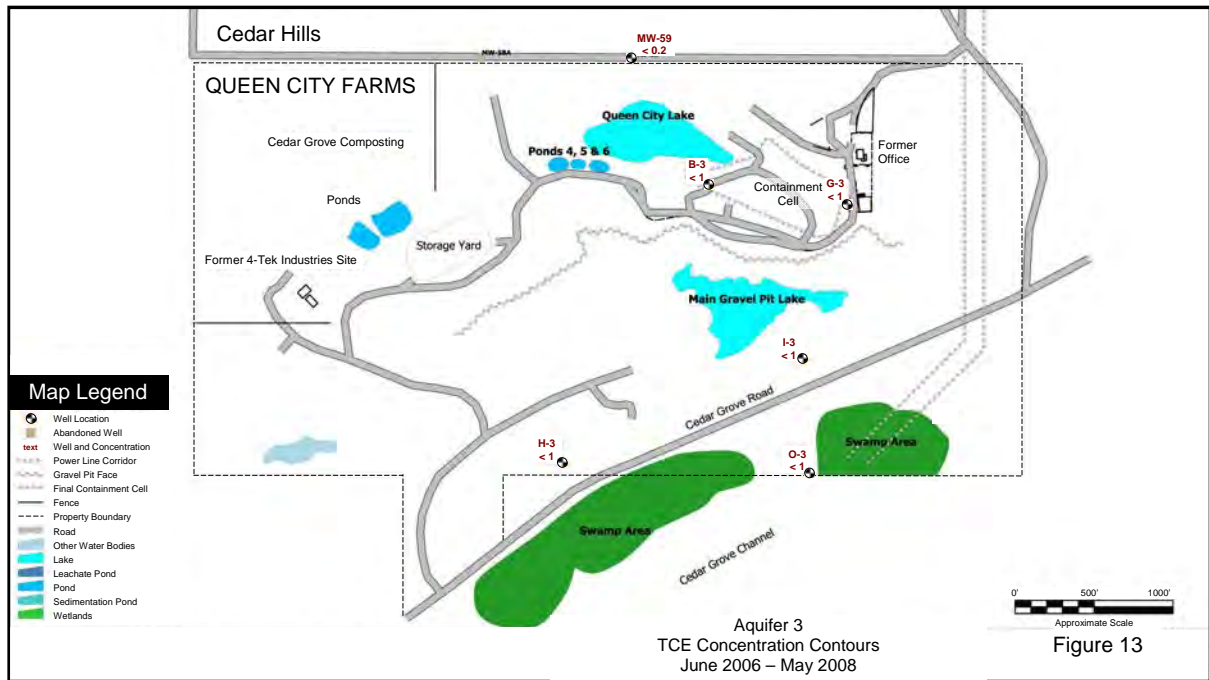 Cedar Hills
MW-59
< 0.2
MW-58A
QUEEN CITY FARMS
Queen City Lake
Cedar Grove Composting
Former
Office
Ponds 4, 5 & 6
B-3
< 1
Containment
Cell
G-3
< 1
Ponds
Storage Yard
Former 4-Tek Industries Site
Main Gravel Pit Lake
I-3
< 1
Cedar Grove Road
H-3
< 1
O-3
< 1
Swamp Area
Swamp Area
Cedar Grove Channel
Map Legend
Well Location
Abandoned Well
text Well and Concentration
Power Line Corridor
Gravel Pit Face
Final Containment Cell
Fence
Property Boundary
Road
Other Water Bodies
Lake
Leachate Pond
Pond
Sedimentation Pond
Wetlands
0' 500' 1000'
Approximate Scale
Figure 13
Aquifer 3
TCE Concentration Contours
June 2006 – May 2008